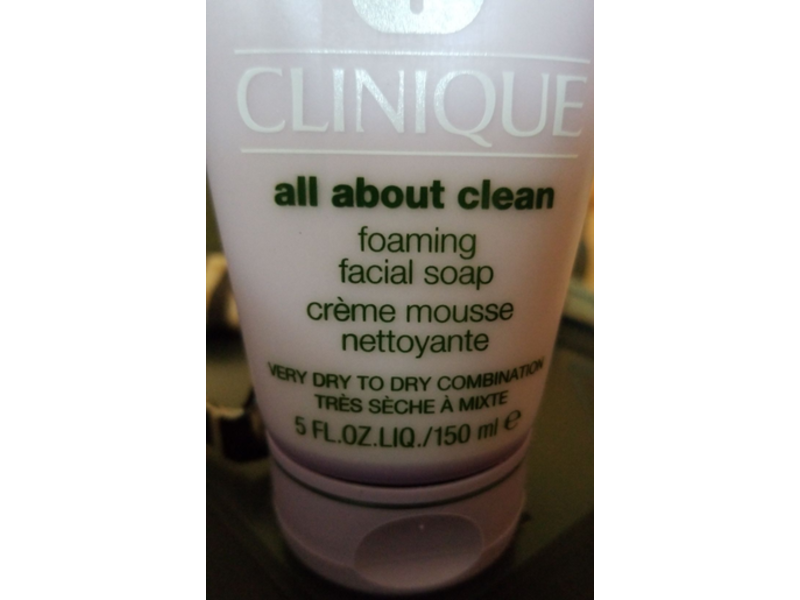 CLINIQUE
all about clean
foaming
facial soap
crème mousse
nettoyante
VERY DRY TO DRY COMBINATION
TRÈS SÈCHE À MIXTE
5 FL.OZ.LIQ./150 ml ℮